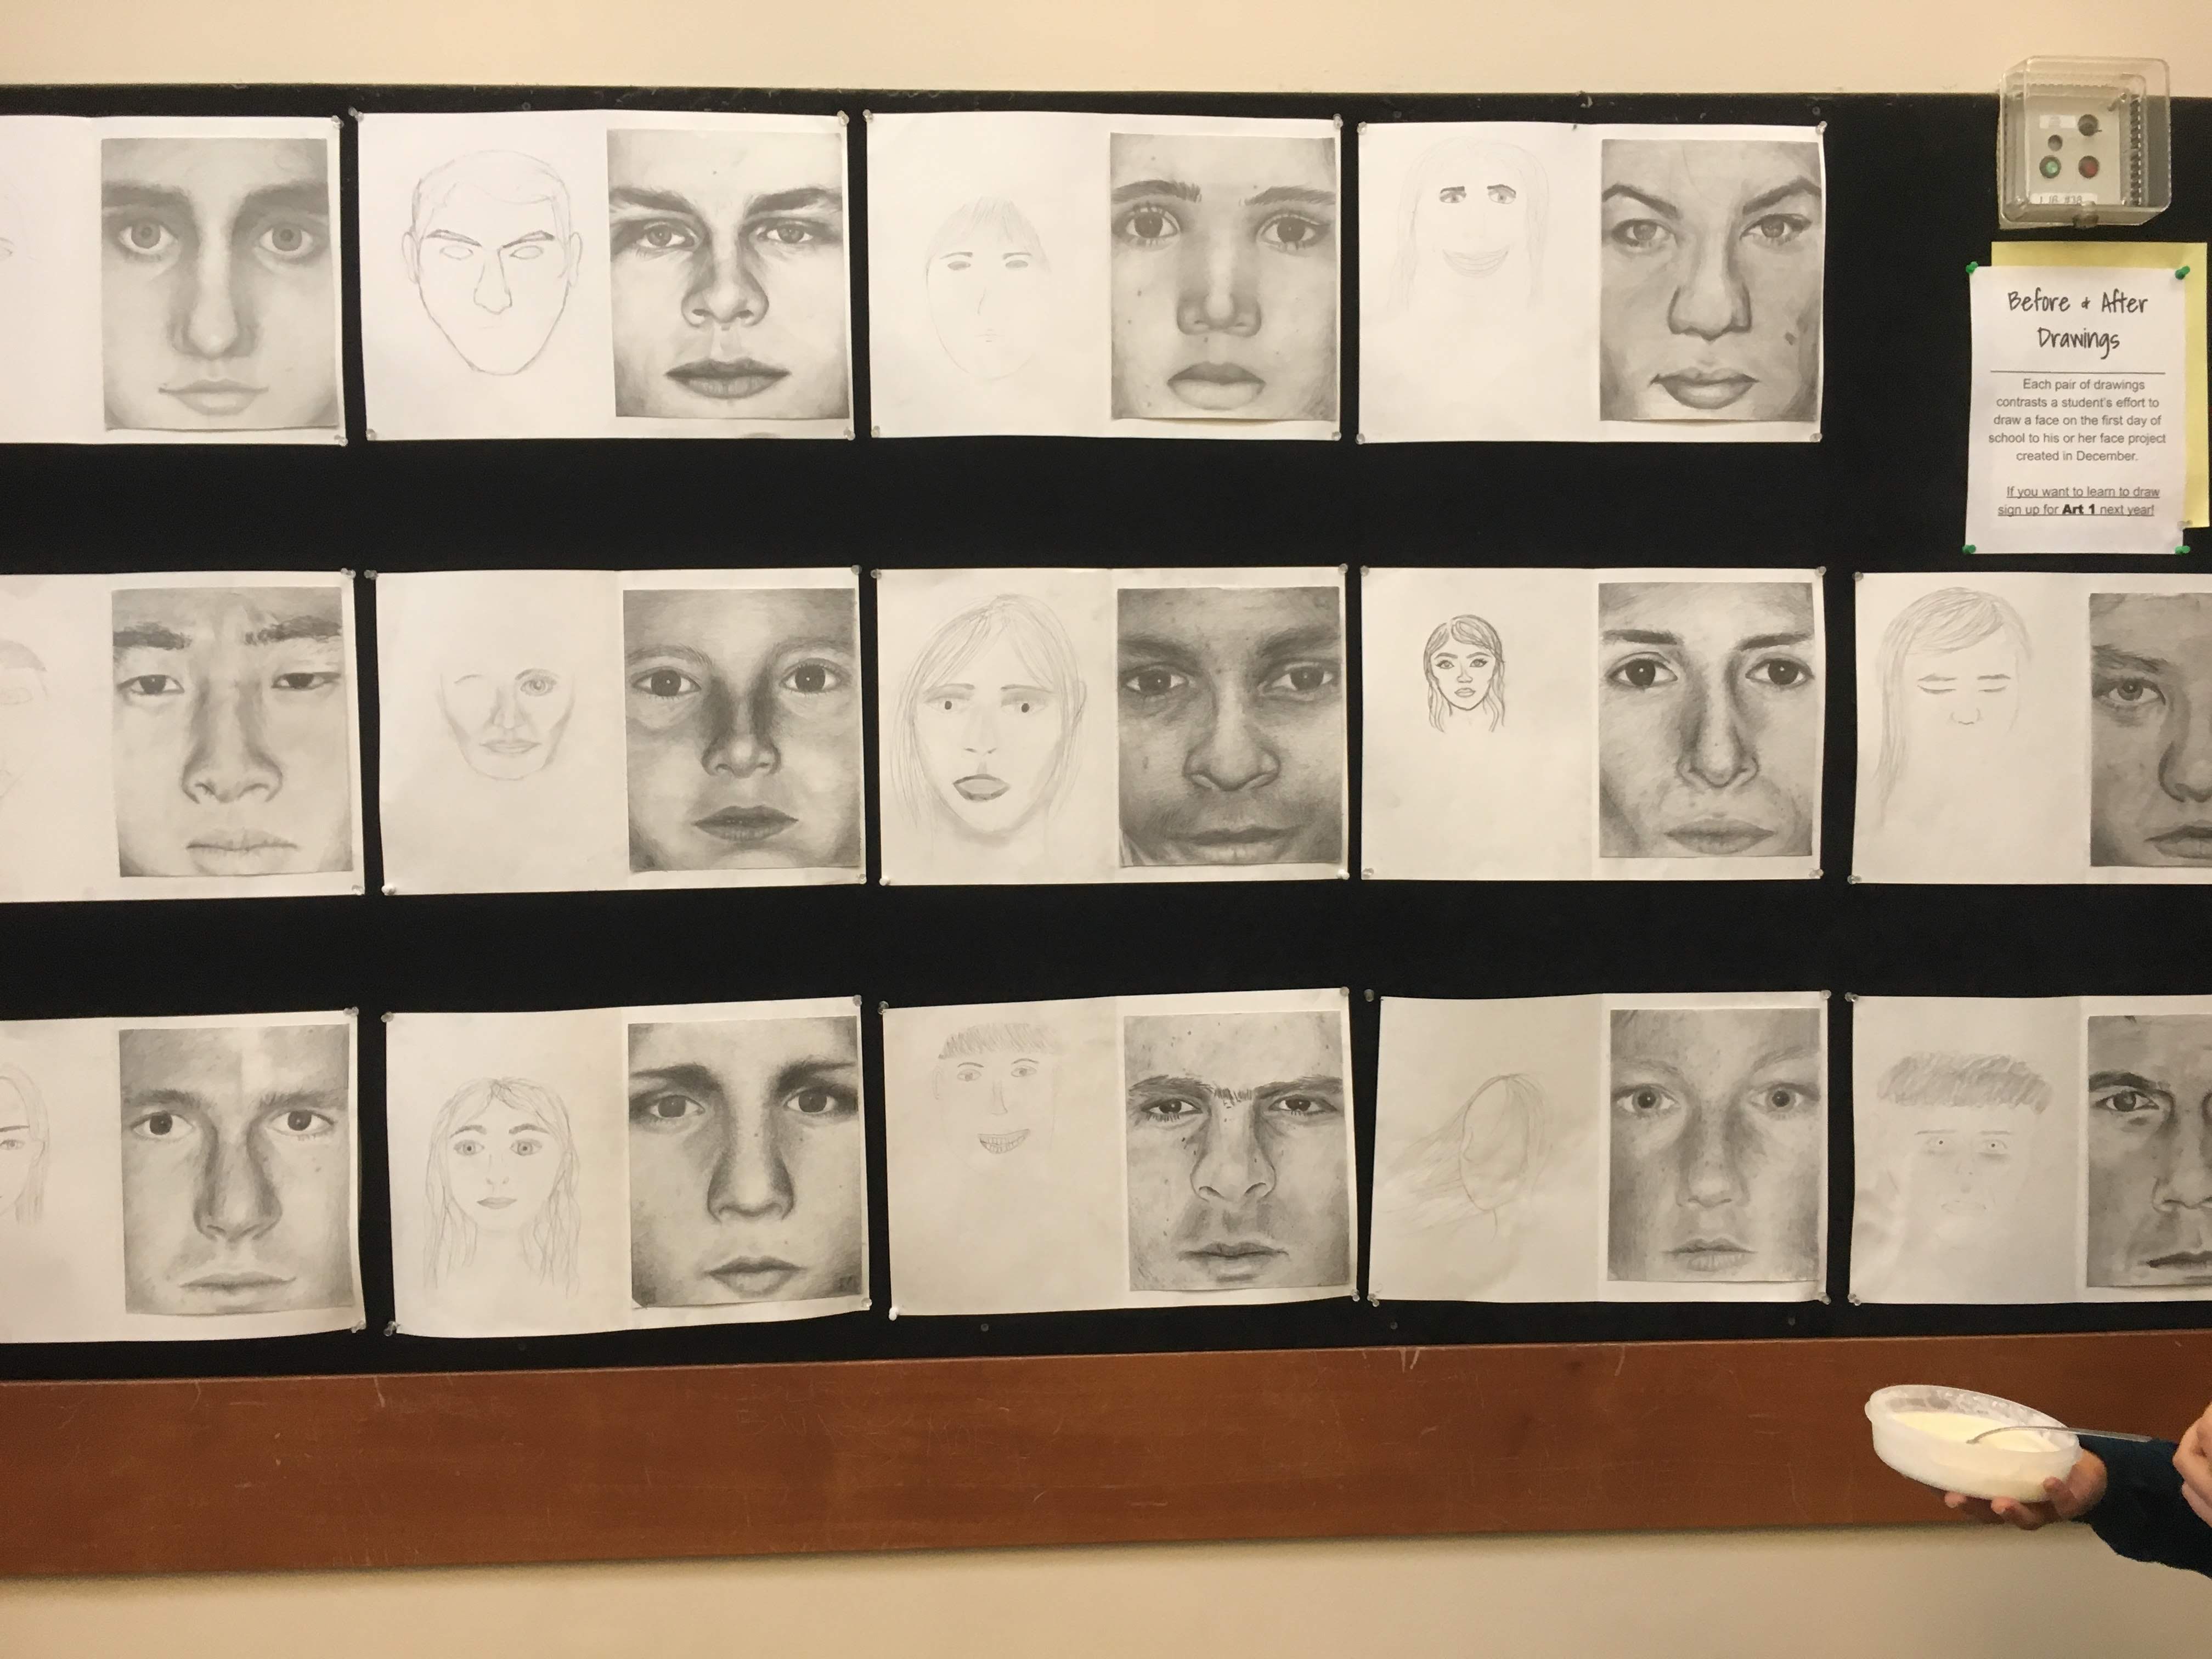 Before & After
Drawings
Each pair of drawings
contrasts a student's effort to
draw a face on the first day of
school to his or her face project
created in December.
If you want to learn to draw
sign up for Art 1 next year!